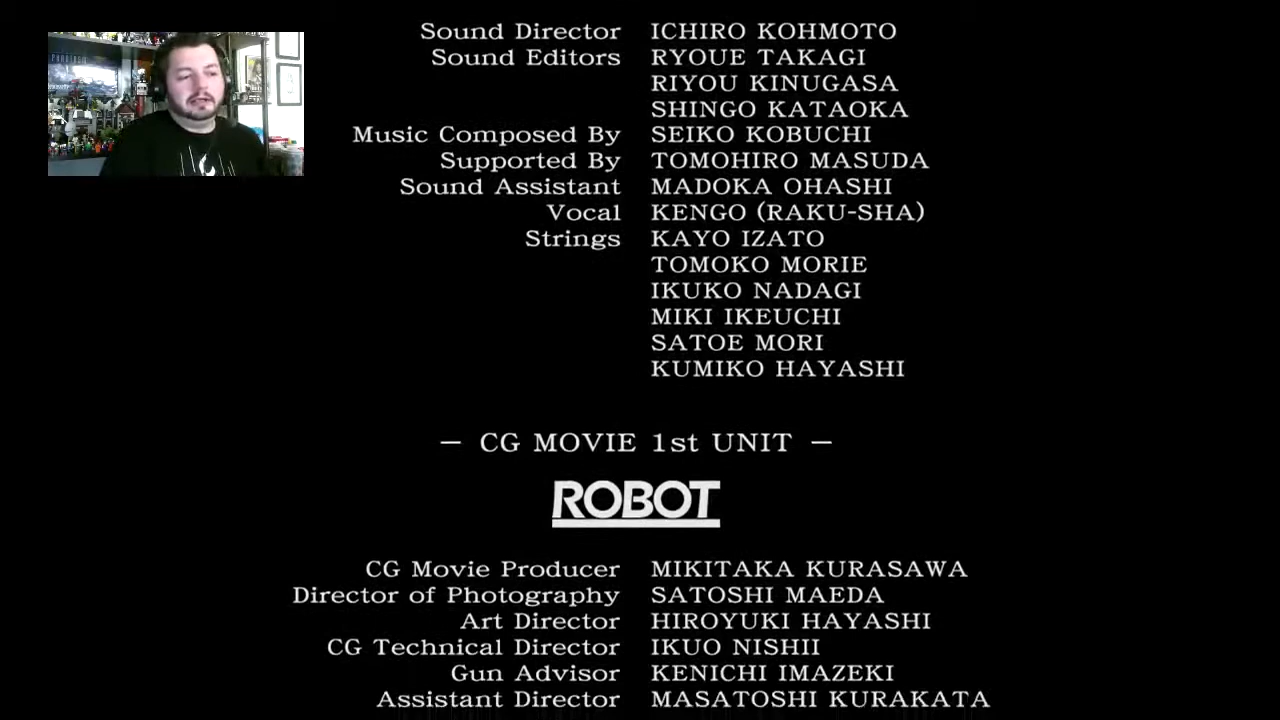 Sound Director ICHIRO KOHMOTO
Sound Editors RYOUE TAKAGI
RIYOU KINUGASA
SHINGO KATAOKA
Music Composed By SEIKO KOBUCHI
Supported By TOMOHIRO MASUDA
Sound Assistant MADOKA OHASHI
Vocal KENGO (RAKU-SHA)
Strings KAYO IZATO
TOMOKO MORIE
IKUKO NADAGI
MIKI IKEUCHI
SATOE MORI
KUMIKO HAYASHI
— CG MOVIE 1st UNIT —
ROBOT
CG Movie Producer MIKITAKA KURASAWA
Director of Photography SATOSHI MAEDA
Art Director HIROYUKI HAYASHI
CG Technical Director IKUO NISHII
Gun Advisor KENICHI IMAZEKI
Assistant Director MASATOSHI KURAKATA